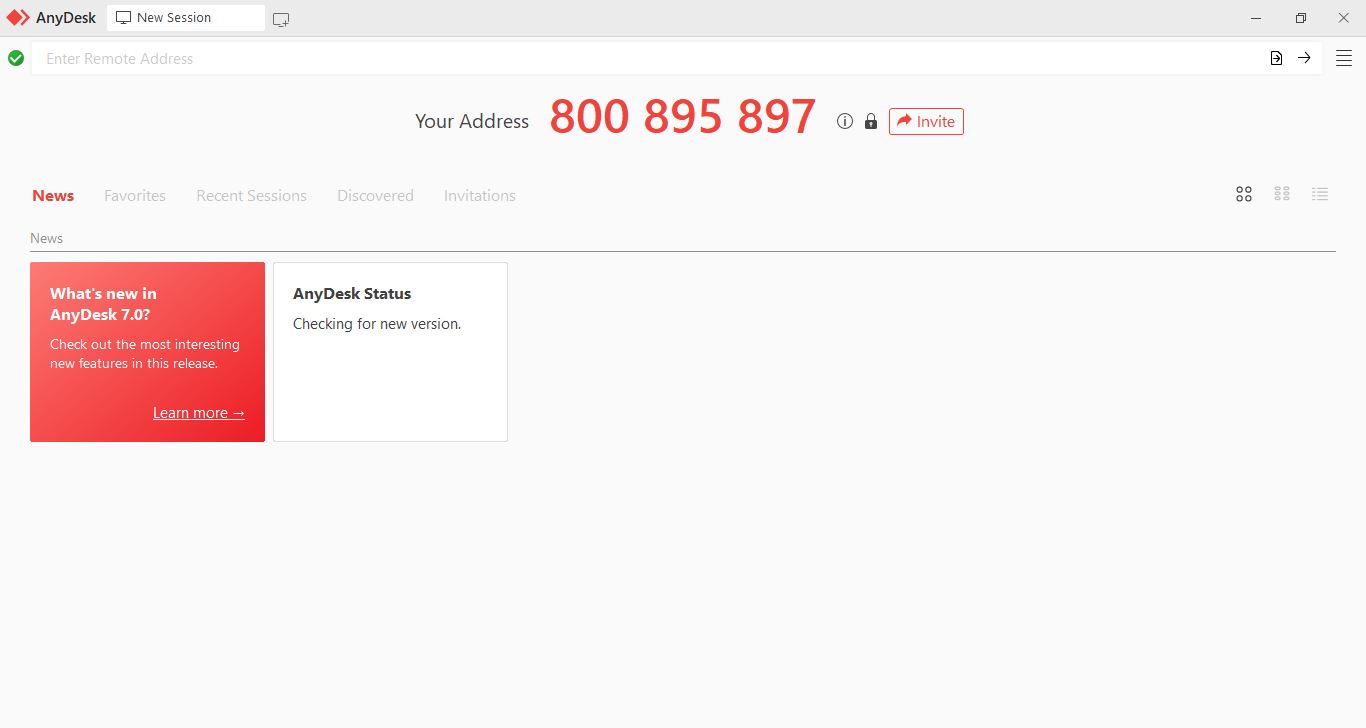 AnyDesk New Session
Enter Remote Address
Your Address 800 895 897 Invite
News Favorites Recent Sessions Discovered Invitations
News
What's new in
AnyDesk 7.0?
Check out the most interesting
new features in this release.
Learn more →
AnyDesk Status
Checking for new version.